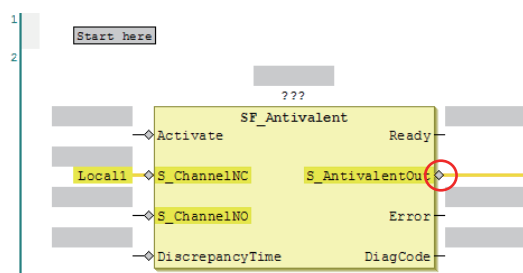 1
Start here
2
???
SF_Antivalent
Activate Ready
Local1 S_ChannelNC S_AntivalentOut
S_ChannelNO Error
DiscrepancyTime DiagCode